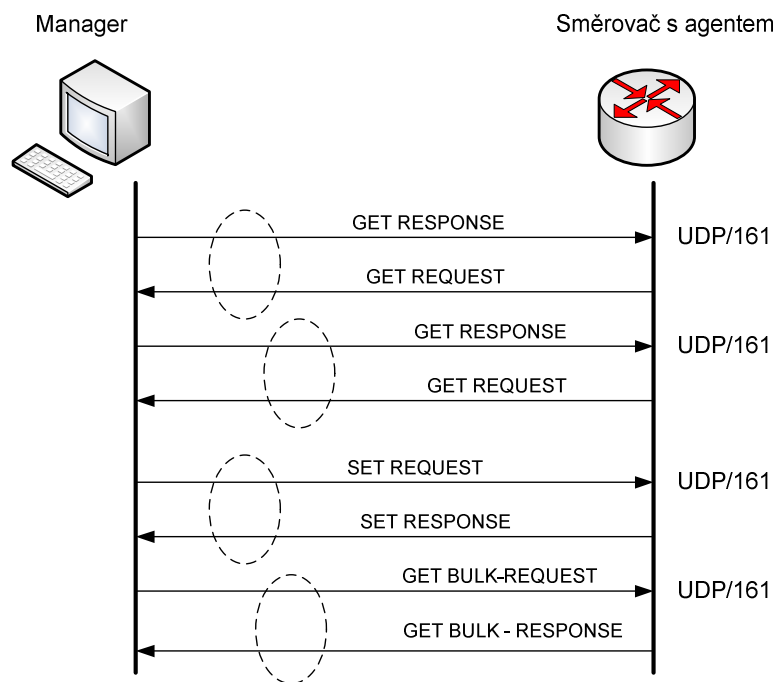 Manager
Směrovač s agentem
GET RESPONSE
UDP/161
GET REQUEST
GET RESPONSE
UDP/161
GET REQUEST
SET REQUEST
UDP/161
SET RESPONSE
GET BULK-REQUEST
UDP/161
GET BULK - RESPONSE